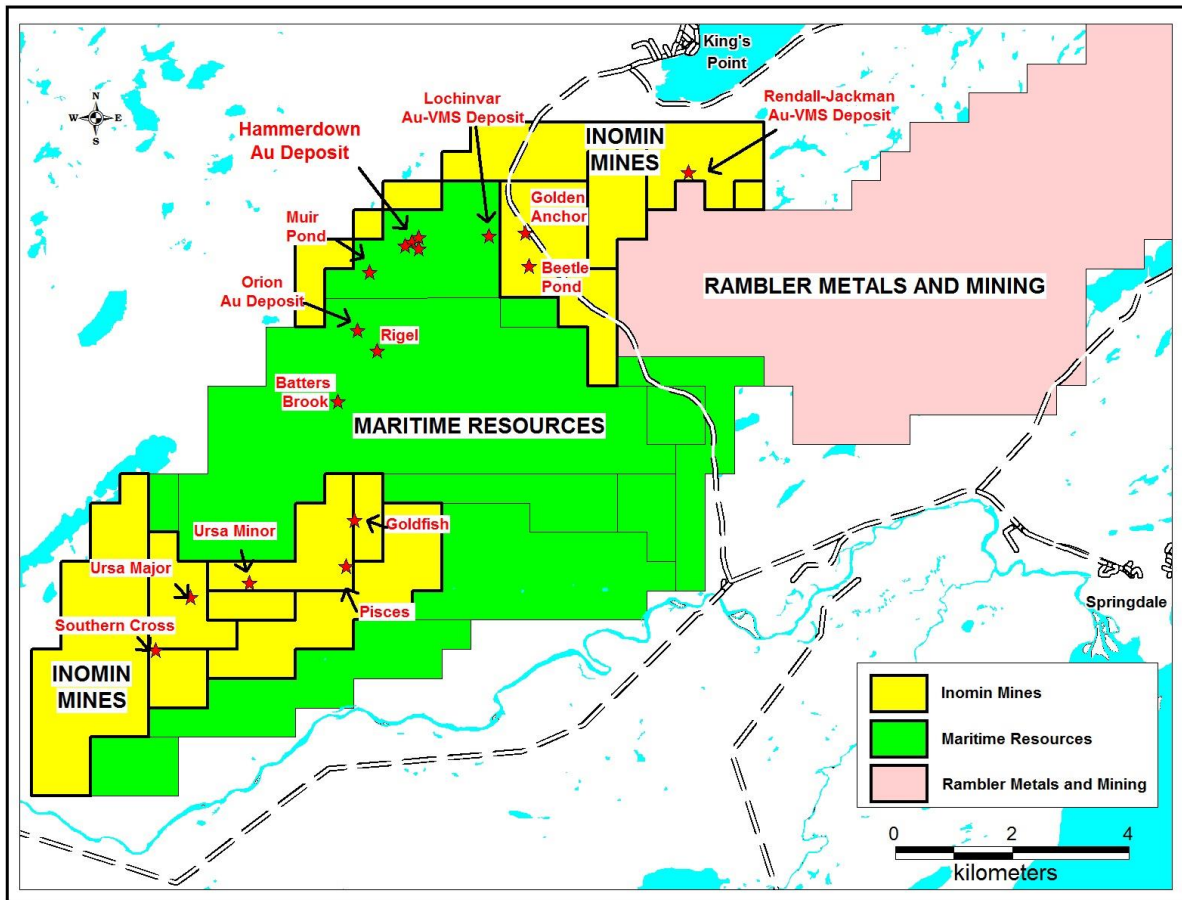 King's
Point
N
W E
S
Lochinvar
Au-VMS Deposit
Rendall-Jackman
Au-VMS Deposit
Hammerdown
Au Deposit
INOMIN
MINES
Golden
Anchor
Muir
Pond
Beetle
Pond
Orion
Au Deposit
RAMBLER METALS AND MINING
Rigel
Batters
Brook
MARITIME RESOURCES
Goldfish
Ursa Minor
Ursa Major
Pisces
Southern Cross
Springdale
INOMIN
MINES
Inomin Mines
Maritime Resources
Rambler Metals and Mining
0 2 4
kilometers